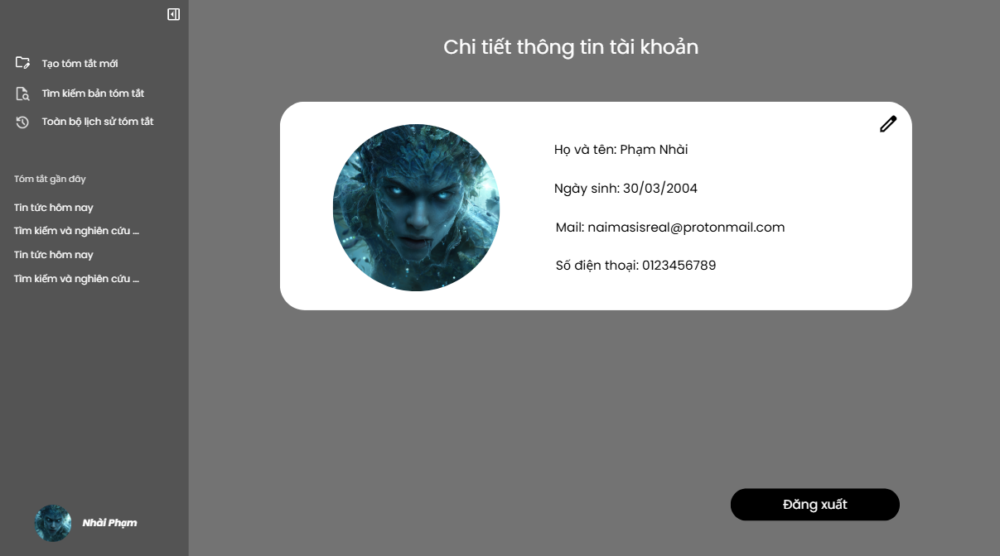 Tạo tóm tắt mới
Tìm kiếm bản tóm tắt
Toàn bộ lịch sử tóm tắt
Tóm tắt gần đây
Tin tức hôm nay
Tìm kiếm và nghiên cứu ...
Tin tức hôm nay
Tìm kiếm và nghiên cứu ...
Nhài Phạm
Chi tiết thông tin tài khoản
Họ và tên: Phạm Nhài
Ngày sinh: 30/03/2004
Mail: naimasisreal@protonmail.com
Số điện thoại: 0123456789
Đăng xuất